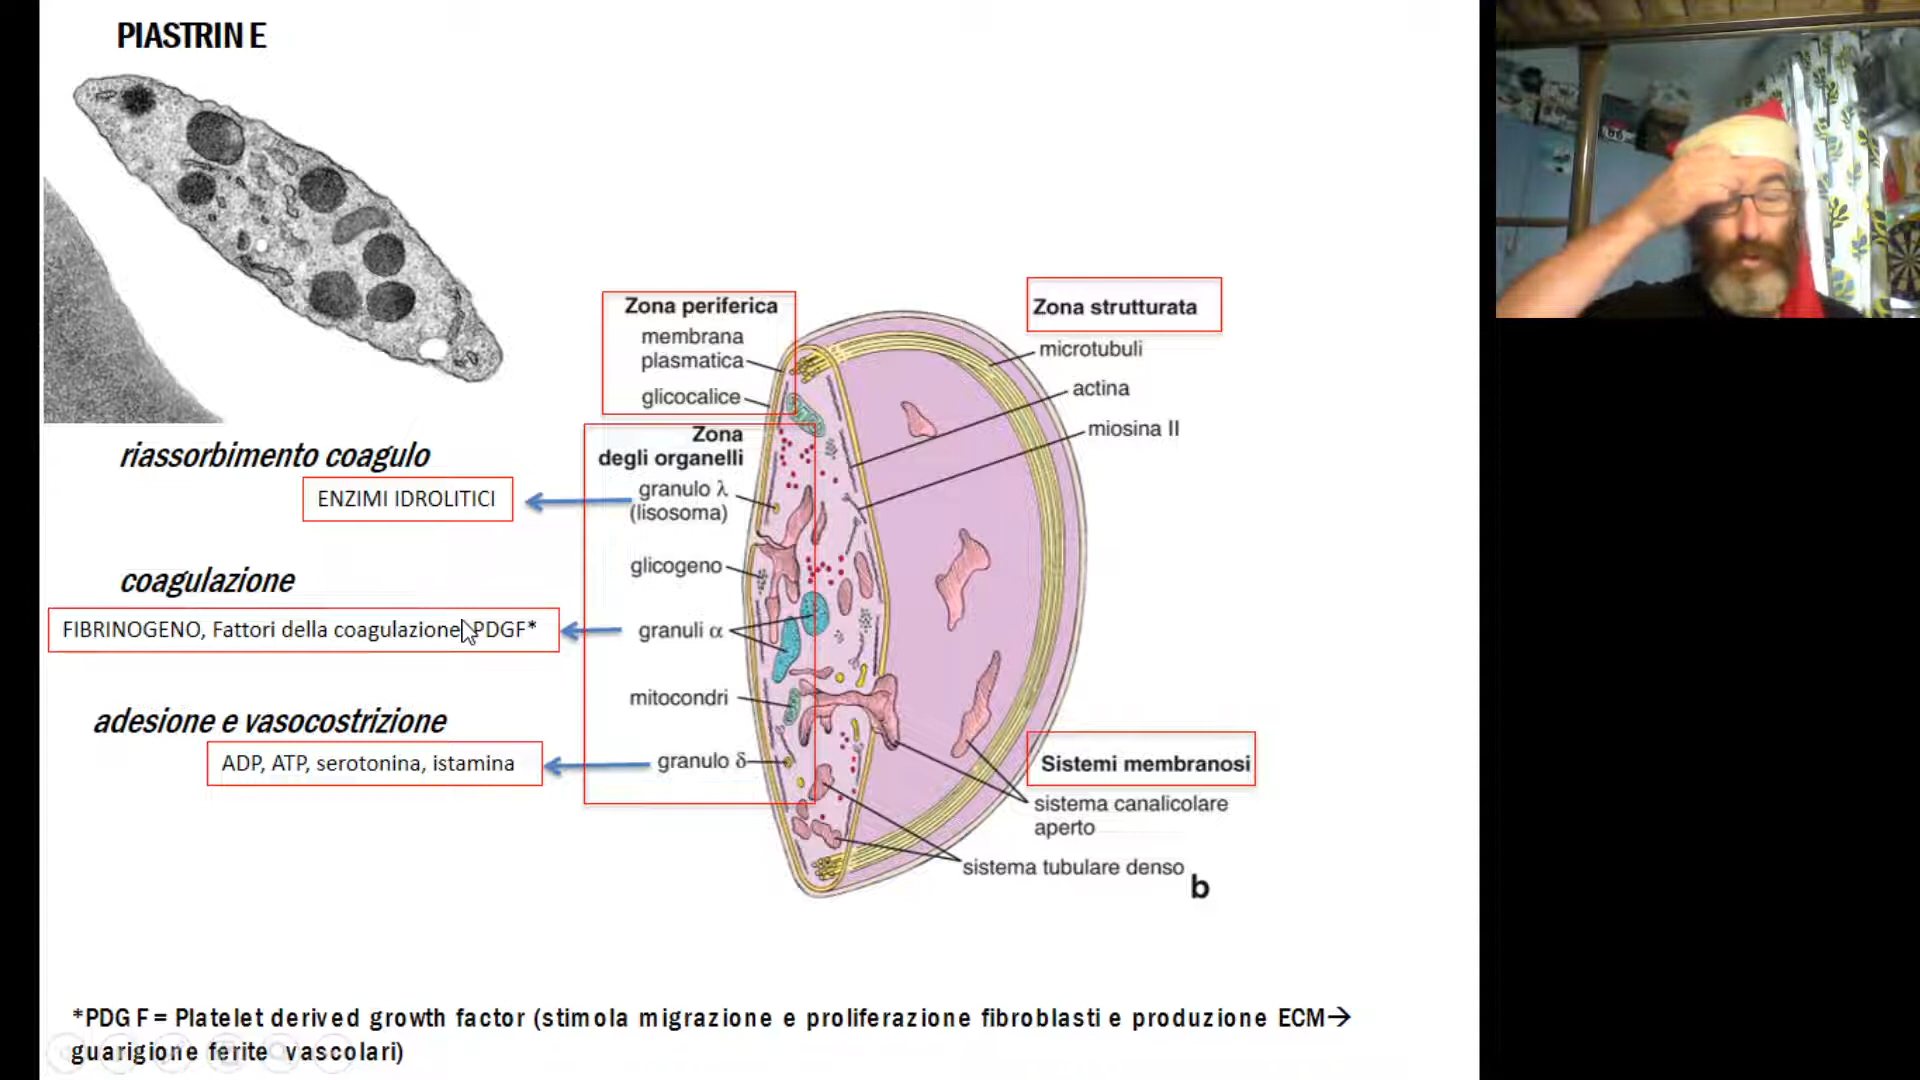 PIASTRINE
Zona periferica
membrana
plasmatica
glicocalice
Zona
degli organelli
granulo λ
(lisosoma)
glicogeno
granuli α
mitocondri
granulo δ
Zona strutturata
microtubuli
actina
miosina II
Sistemi membranosi
sistema canalicolare
aperto
sistema tubulare denso
b
riassorbimento coagulo
ENZIMI IDROLITICI
coagulazione
FIBRINOGENO, Fattori della coagulazione, PDGF*
adesione e vasocostrizione
ADP, ATP, serotonina, istamina
*PDGF = Platelet derived growth factor (stimola migrazione e proliferazione fibroblasti e produzione ECM→
guarigione ferite vascolari)